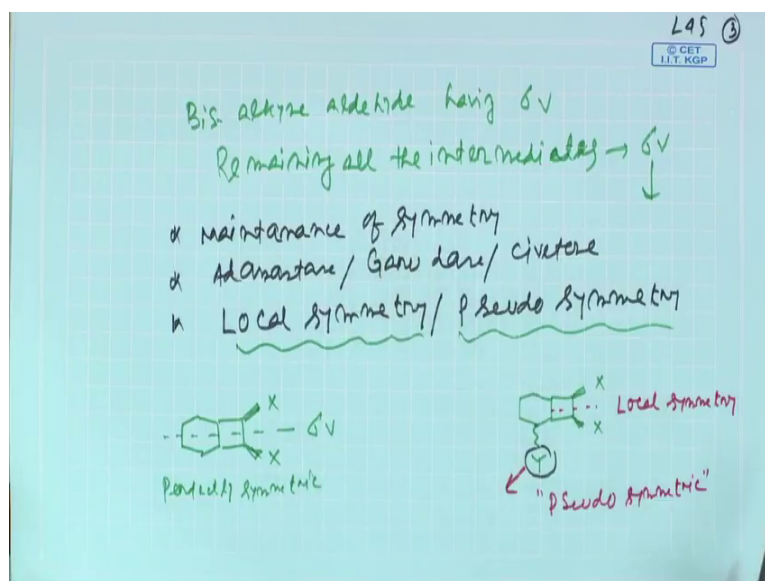 L45 ③
© CET
I.I.T. KGP
Bis. alkyne aldehide having σv
Remaining all the intermediates → σv
Maintanance of symmetry
Adamantane/ Garudane/ Civetone
Local symmetry/ Pseudo symmetry
X
σv
X
Perfectly symmetric
X
Local symmetry
X
Y
"Pseudo symmetric"